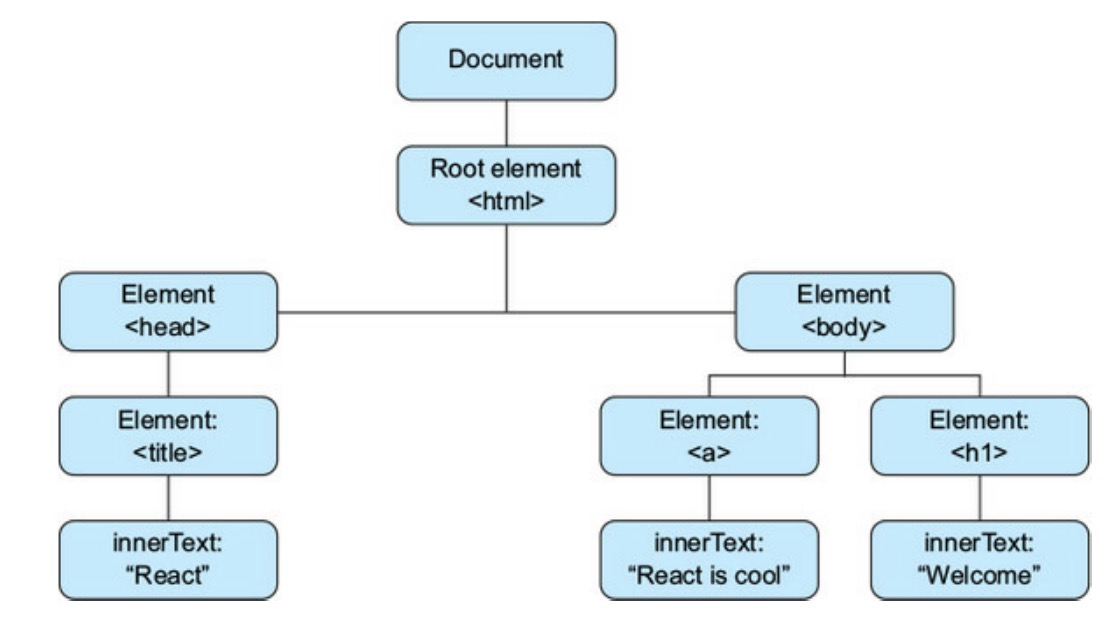 Document
Root element
<html>
Element
<head>
Element
<body>
Element:
<title>
Element:
<a>
Element:
<h1>
innerText:
“React”
innerText:
“React is cool”
innerText:
“Welcome”